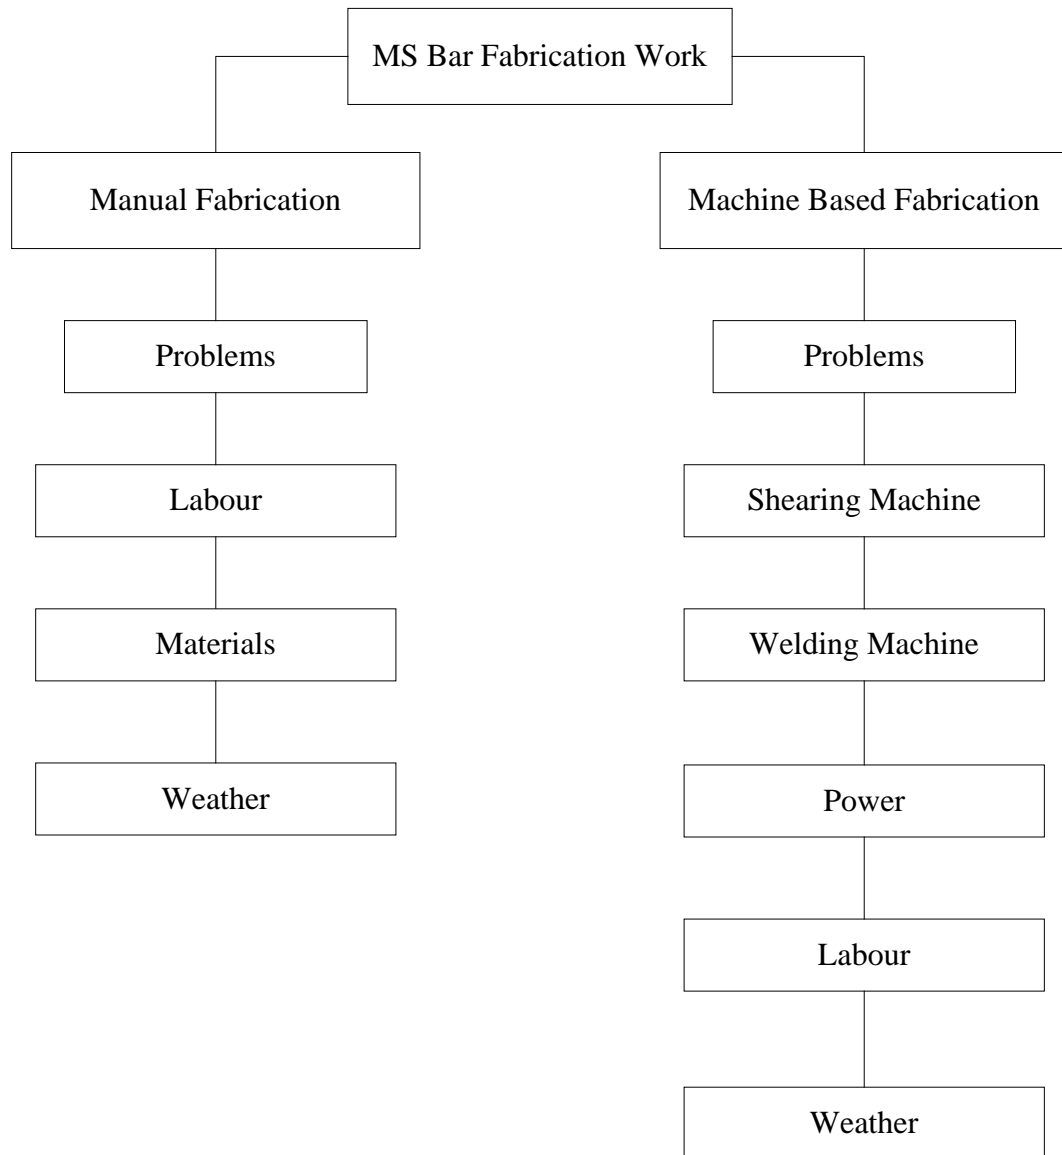 MS Bar Fabrication Work
Manual Fabrication
Machine Based Fabrication
Problems
Problems
Labour
Shearing Machine
Materials
Welding Machine
Weather
Power
Labour
Weather